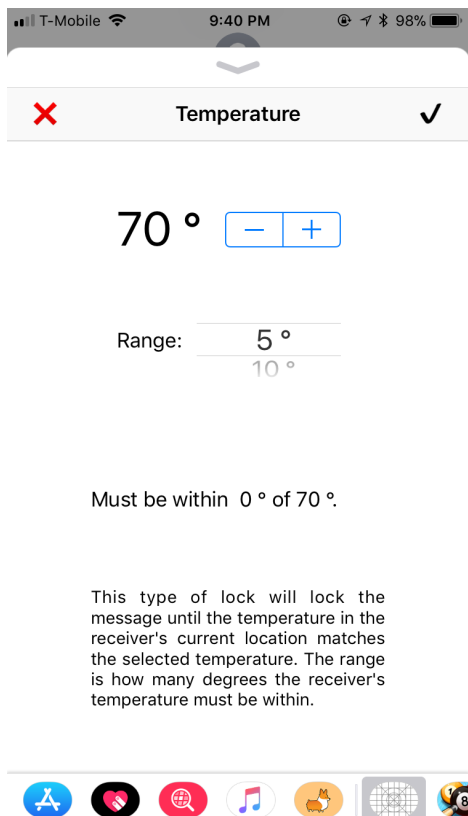 T-Mobile 9:40 PM 98%
Temperature
70 °
Range: 5 °
10 °
Must be within  0 ° of 70 °.
This type of lock will lock the
message until the temperature in the
receiver's current location matches
the selected temperature. The range
is how many degrees the receiver's
temperature must be within.
8